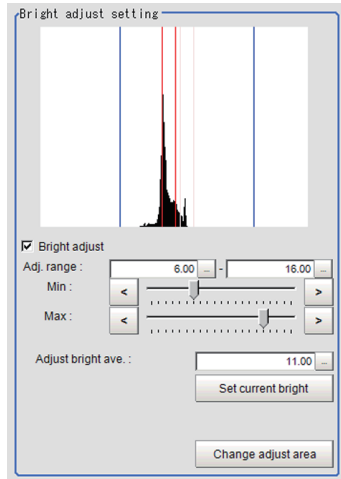 Bright adjust setting
Bright adjust
Adj. range : 6.00 ... - 16.00 ...
Min : < >
Max : < >
Adjust bright ave. : 11.00 ...
Set current bright
Change adjust area